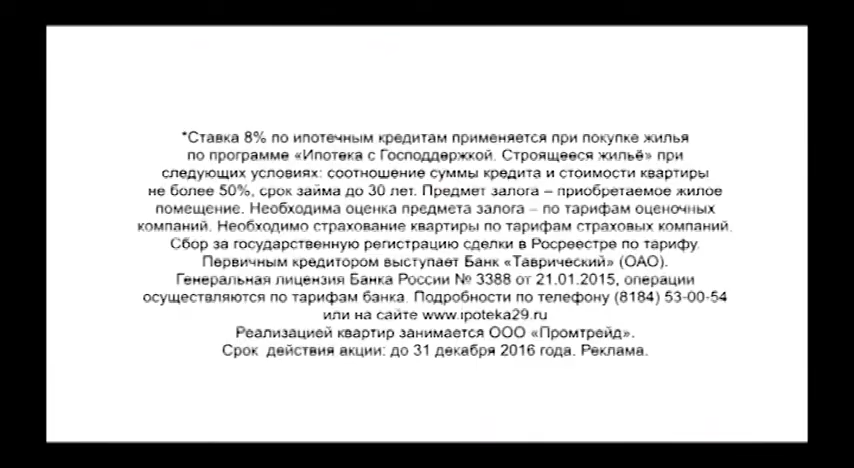 *Ставка 8% по ипотечным кредитам применяется при покупке жилья
по программе «Ипотека с Господдержкой. Строящееся жильё» при
следующих условиях: соотношение суммы кредита и стоимости квартиры
не более 50%, срок займа до 30 лет. Предмет залога – приобретаемое жилое
помещение. Необходима оценка предмета залога – по тарифам оценочных
компаний. Необходимо страхование квартиры по тарифам страховых компаний.
Сбор за государственную регистрацию сделки в Росреестре по тарифу.
Первичным кредитором выступает Банк «Таврический» (ОАО).
Генеральная лицензия Банка России № 3388 от 21.01.2015, операции
осуществляются по тарифам банка. Подробности по телефону (8184) 53-00-54
или на сайте www.ipoteka29.ru
Реализацией квартир занимается ООО «Промтрейд».
Срок действия акции: до 31 декабря 2016 года. Реклама.